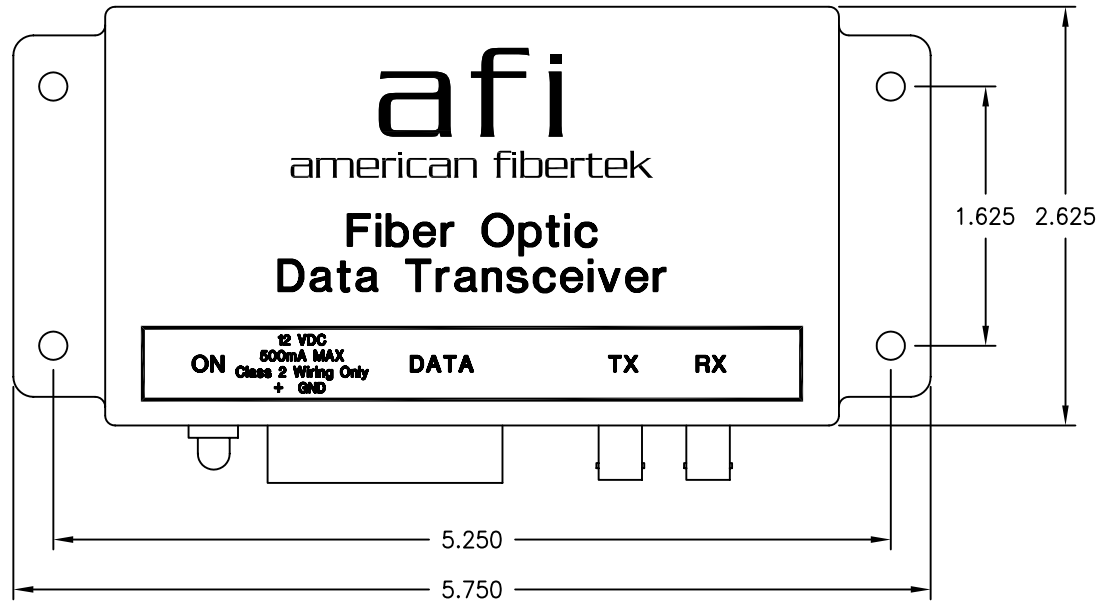 afi
american fibertek
Fiber Optic
Data Transceiver
ON
12 VDC
500mA MAX
Class 2 Wiring Only
+ GND
DATA
TX
RX
1.625
2.625
5.250
5.750